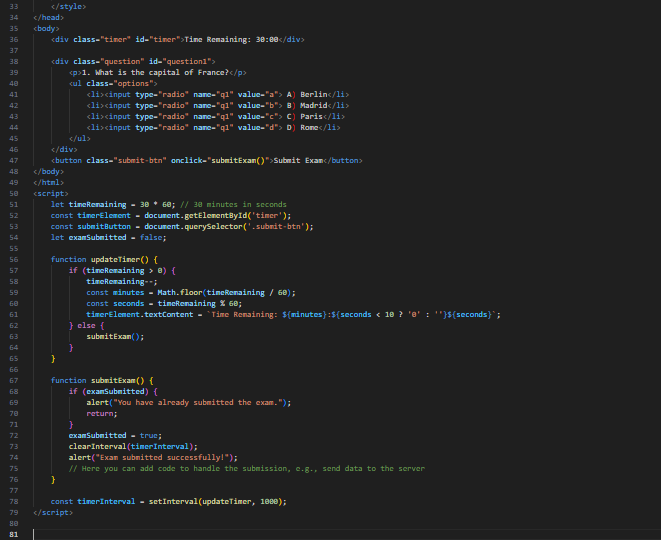 33 </style>
34 </head>
35 <body>
36 <div class="timer" id="timer">Time Remaining: 30:00</div>
37
38 <div class="question" id="question1">
39 <p>1. What is the capital of France?</p>
40 <ul class="options">
41 <li><input type="radio" name="q1" value="a"> A) Berlin</li>
42 <li><input type="radio" name="q1" value="b"> B) Madrid</li>
43 <li><input type="radio" name="q1" value="c"> C) Paris</li>
44 <li><input type="radio" name="q1" value="d"> D) Rome</li>
45 </ul>
46 </div>
47 <button class="submit-btn" onclick="submitExam()">Submit Exam</button>
48 </body>
49 </html>
50 <script>
51 let timeRemaining = 30 * 60; // 30 minutes in seconds
52 const timerElement = document.getElementById('timer');
53 const submitButton = document.querySelector('.submit-btn');
54 let examSubmitted = false;
55
56 function updateTimer() {
57 if (timeRemaining > 0) {
58 timeRemaining--;
59 const minutes = Math.floor(timeRemaining / 60);
60 const seconds = timeRemaining % 60;
61 timerElement.textContent = `Time Remaining: ${minutes}:${seconds < 10 ? '0' : ''}${seconds}`;
62 } else {
63 submitExam();
64 }
65 }
66
67 function submitExam() {
68 if (examSubmitted) {
69 alert("You have already submitted the exam.");
70 return;
71 }
72 examSubmitted = true;
73 clearInterval(timerInterval);
74 alert("Exam submitted successfully!");
75 // Here you can add code to handle the submission, e.g., send data to the server
76 }
77
78 const timerInterval = setInterval(updateTimer, 1000);
79 </script>
80
81